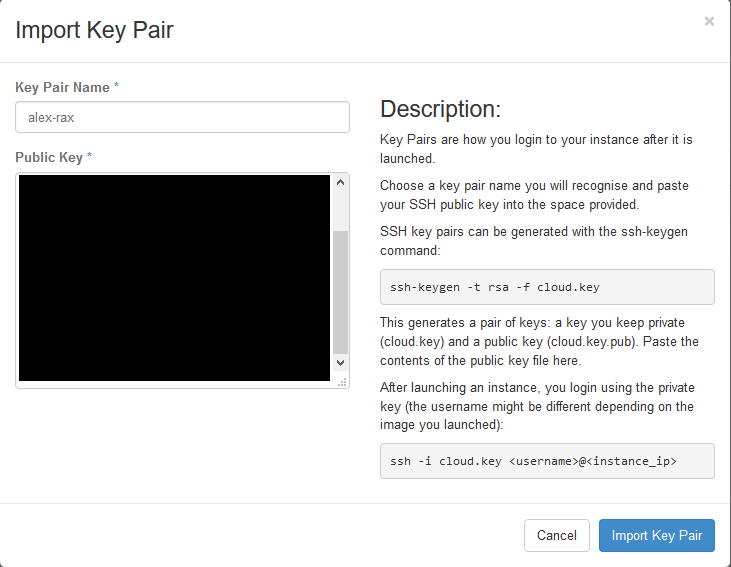 Import Key Pair
×
Key Pair Name *
alex-rax
Public Key *
Description:
Key Pairs are how you login to your instance after it is
launched.
Choose a key pair name you will recognise and paste
your SSH public key into the space provided.
SSH key pairs can be generated with the ssh-keygen
command:
ssh-keygen -t rsa -f cloud.key
This generates a pair of keys: a key you keep private
(cloud.key) and a public key (cloud.key.pub). Paste the
contents of the public key file here.
After launching an instance, you login using the private
key (the username might be different depending on the
image you launched):
ssh -i cloud.key <username>@<instance_ip>
Cancel
Import Key Pair